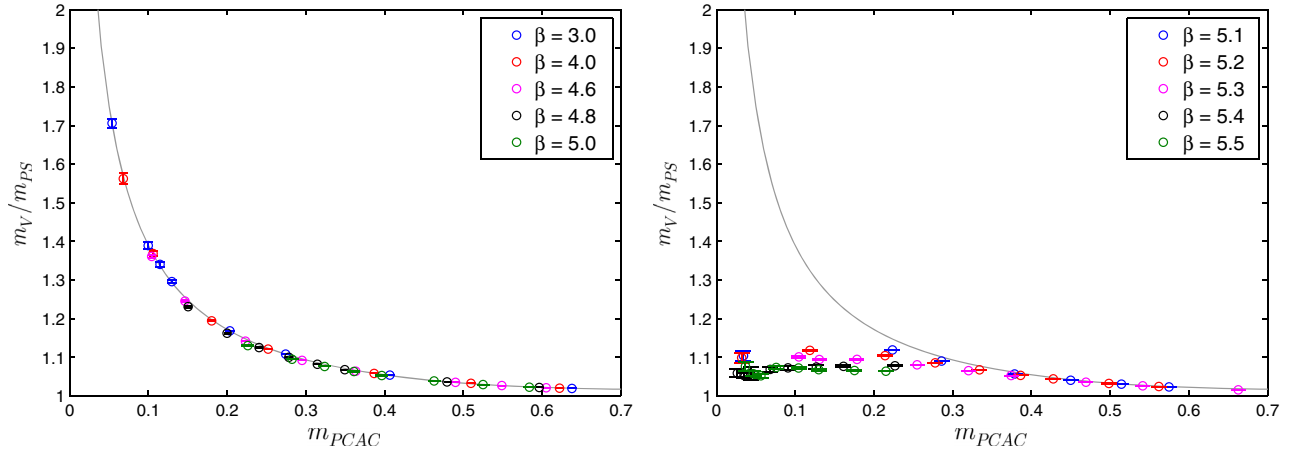 2
1.9
1.8
1.7
1.6
1.5
1.4
1.3
1.2
1.1
1
0
0.1
0.2
0.3
0.4
0.5
0.6
0.7
m_PCAC
m_V/m_PS
β = 3.0
β = 4.0
β = 4.6
β = 4.8
β = 5.0
2
1.9
1.8
1.7
1.6
1.5
1.4
1.3
1.2
1.1
1
0
0.1
0.2
0.3
0.4
0.5
0.6
0.7
m_PCAC
m_V/m_PS
β = 5.1
β = 5.2
β = 5.3
β = 5.4
β = 5.5